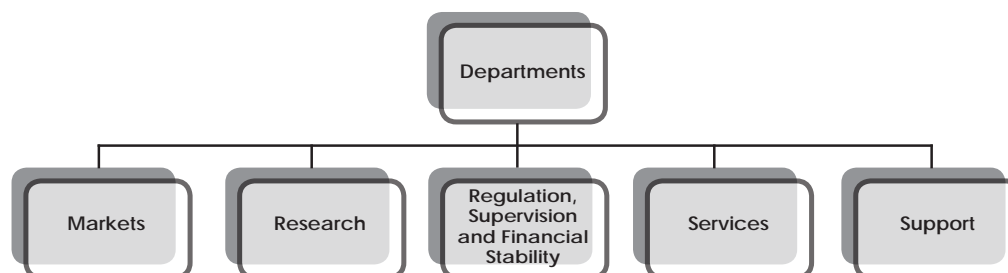 Departments
Markets
Research
Regulation,
Supervision
and Financial
Stability
Services
Support